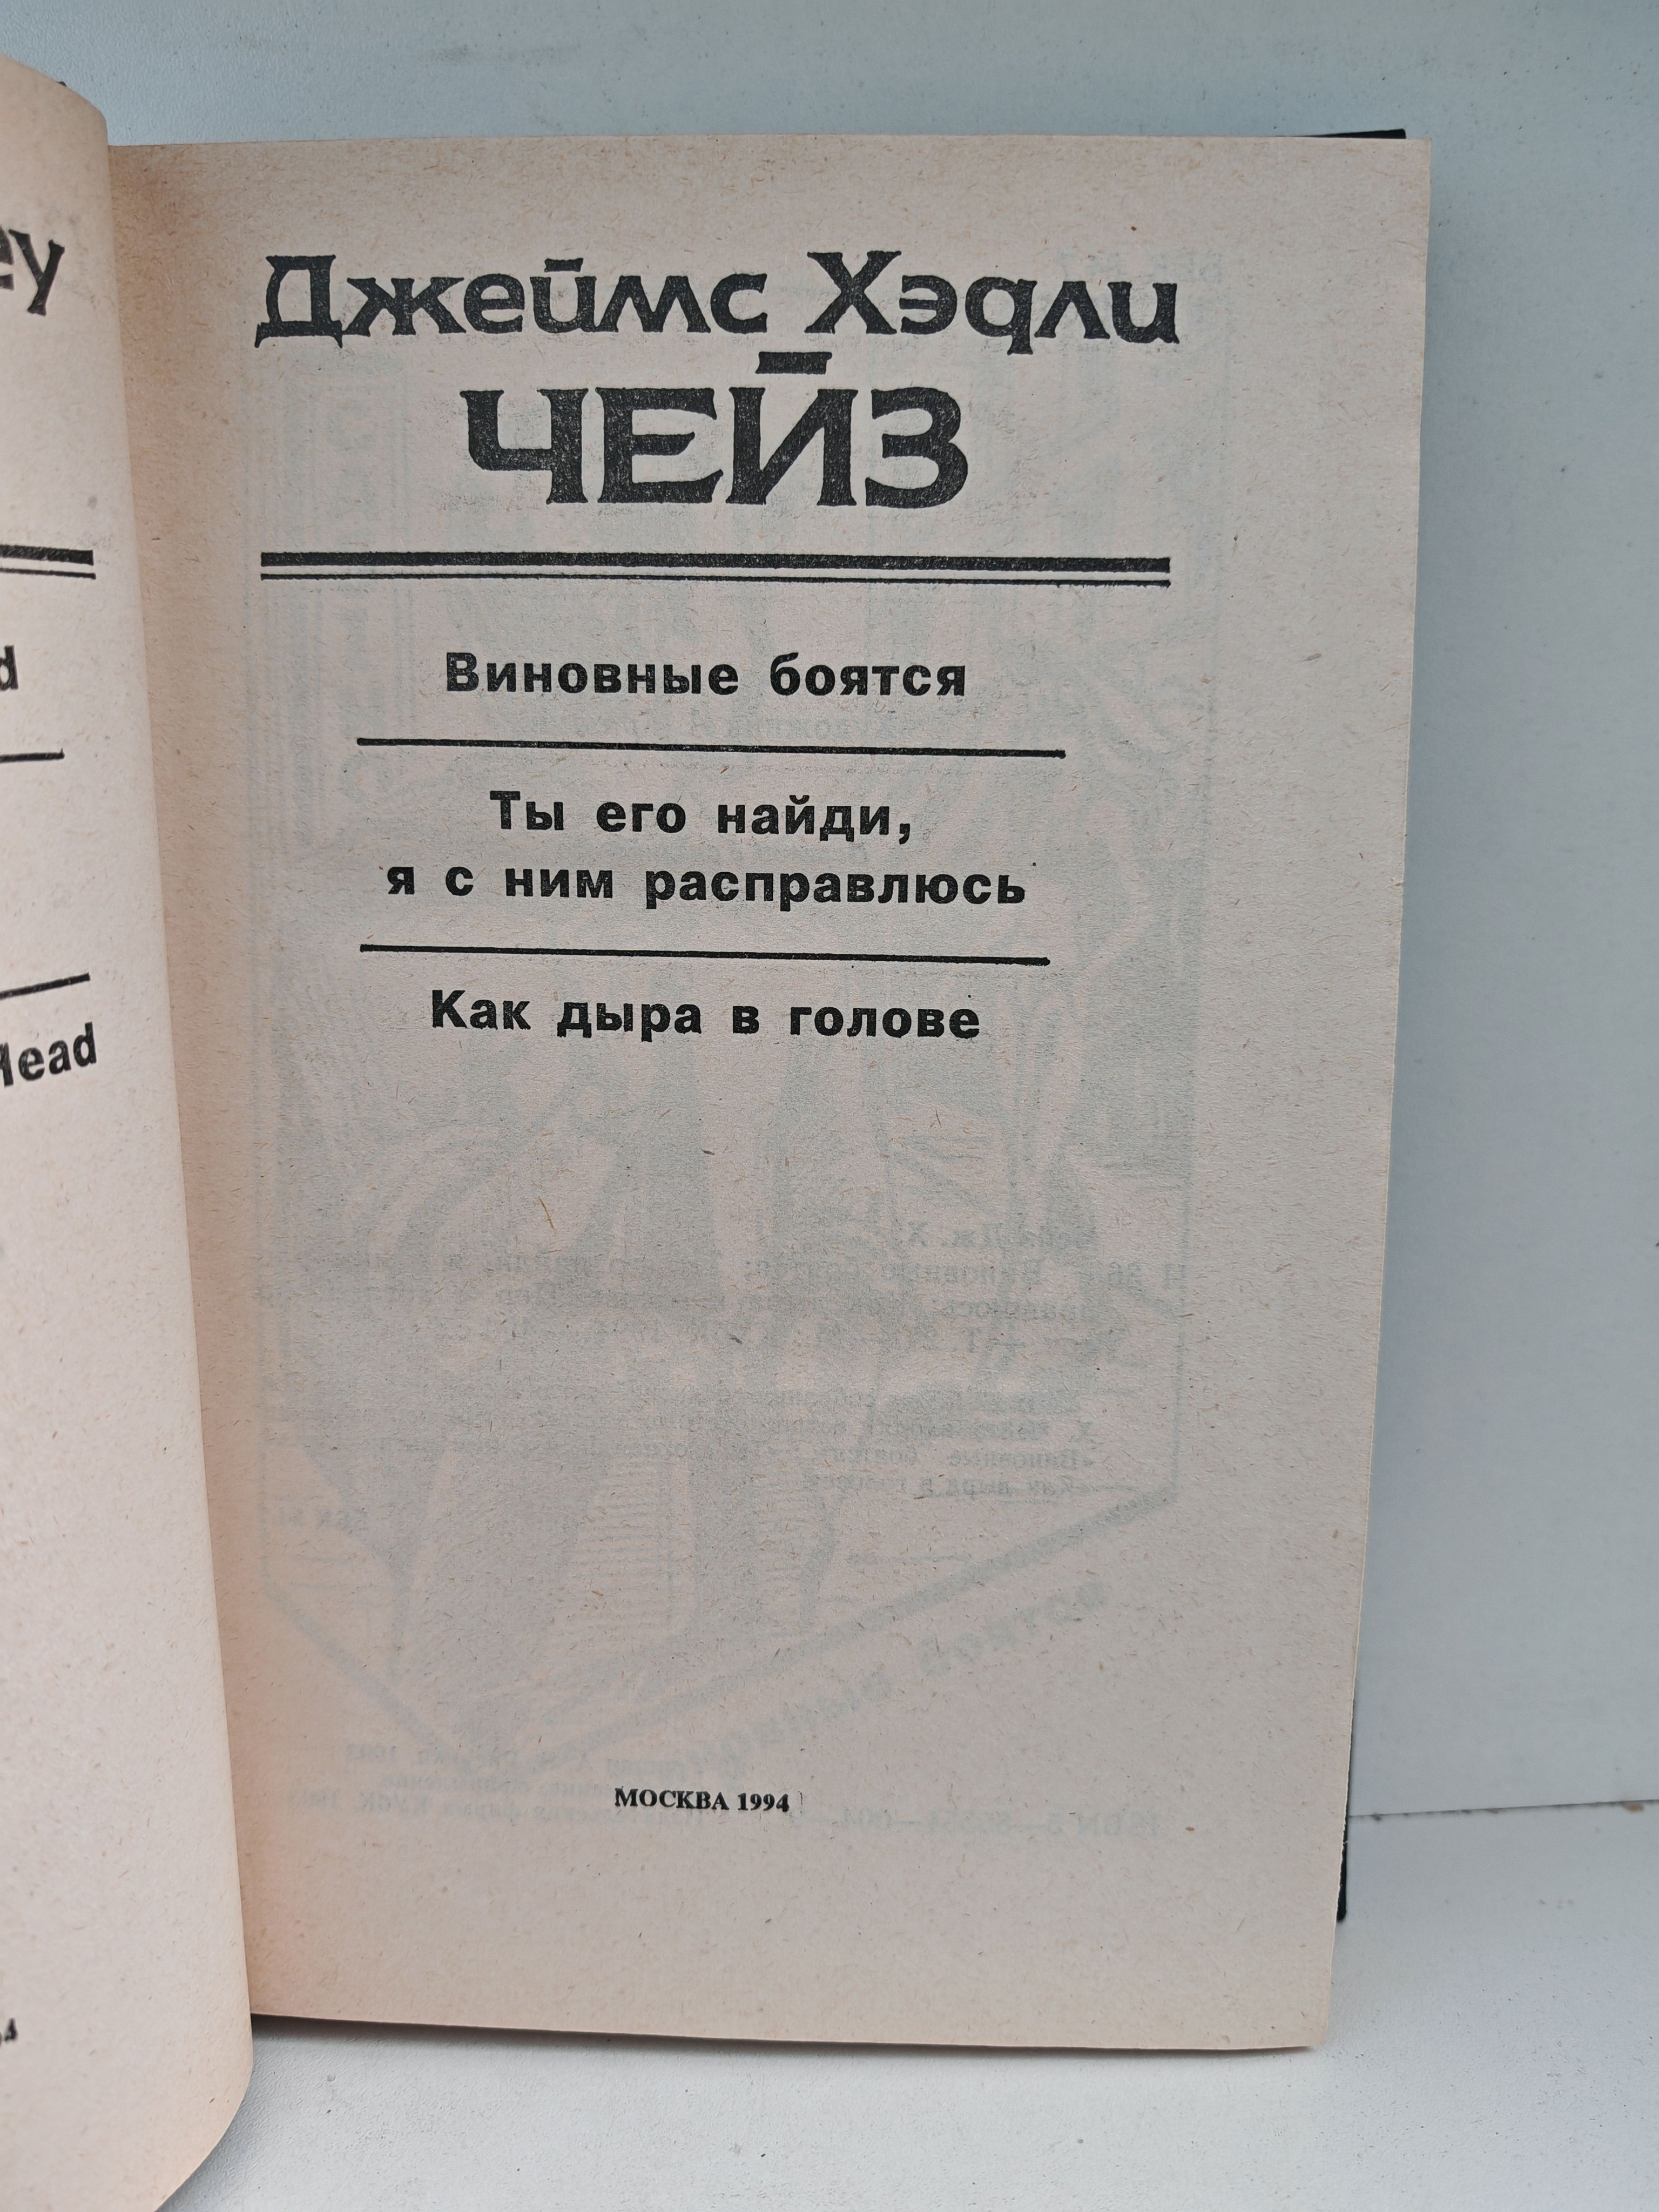 Джеймс Хэдли
ЧЕЙЗ
Виновные боятся
Ты его найди,
я с ним расправлюсь
Как дыра в голове
МОСКВА 1994